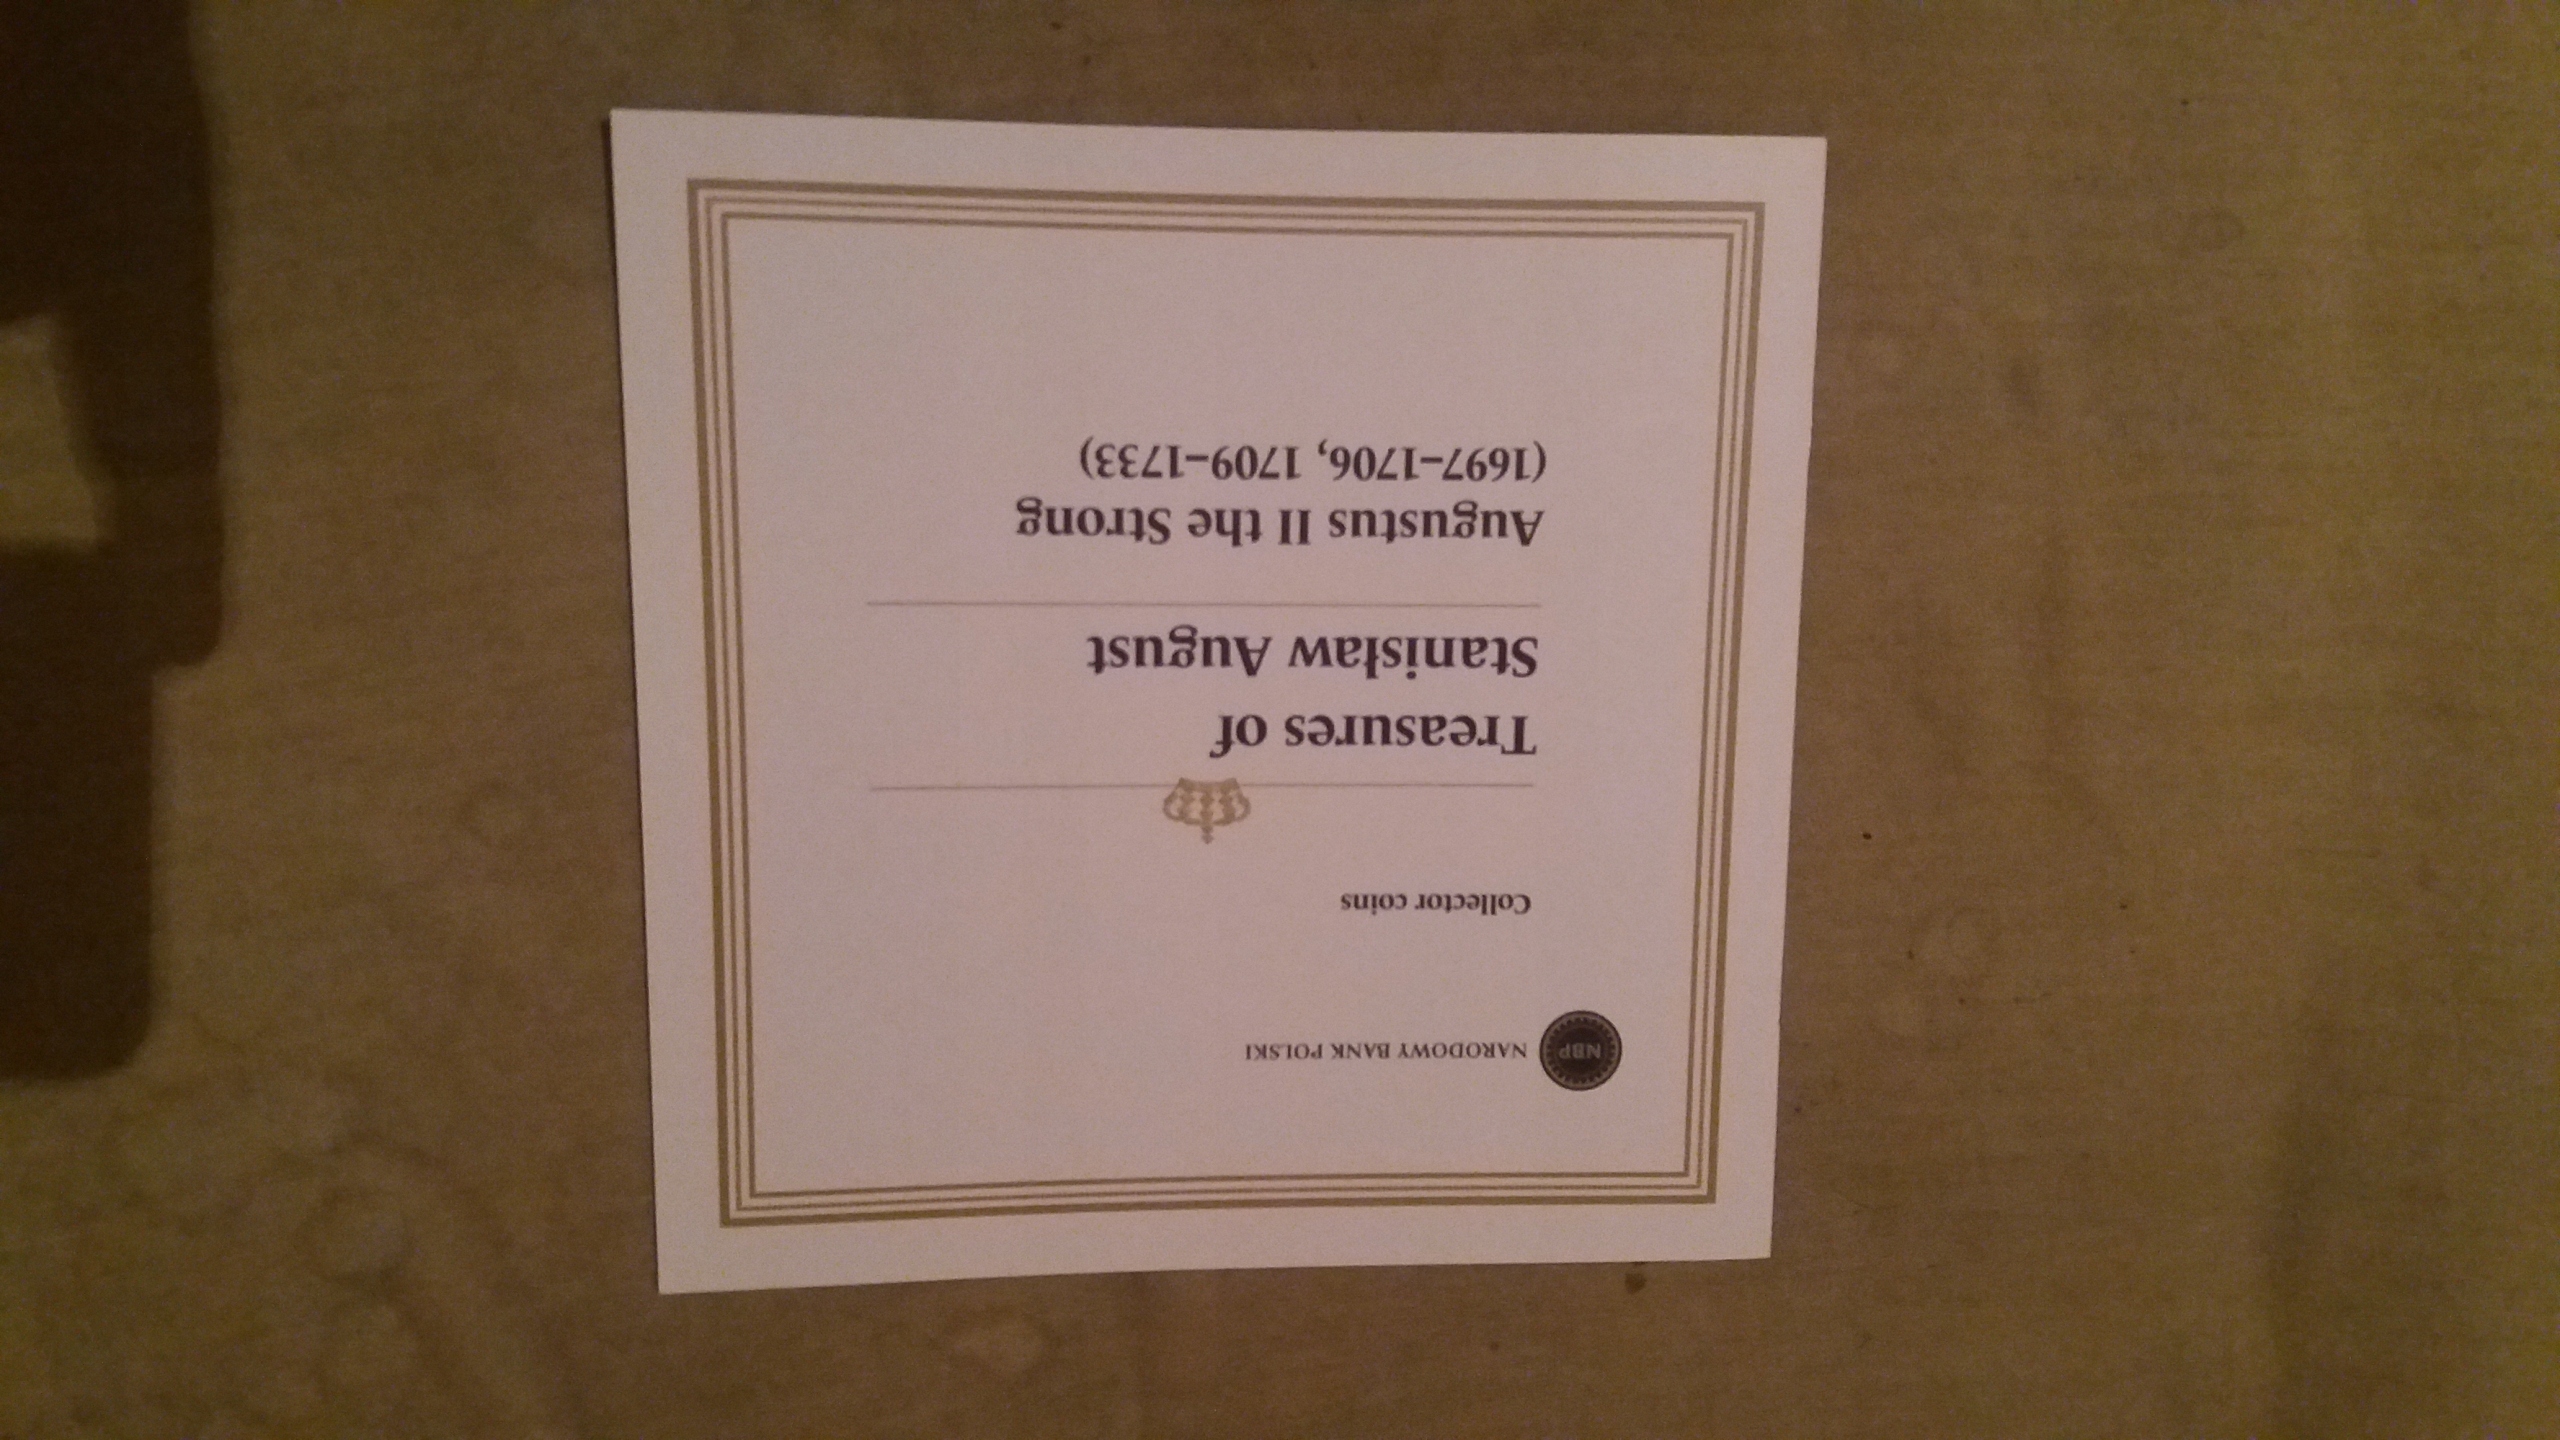 NBP
NARODOWY BANK POLSKI
Collector coins
Treasures of
Stanisław August
Augustus II the Strong
(1697–1706, 1709–1733)